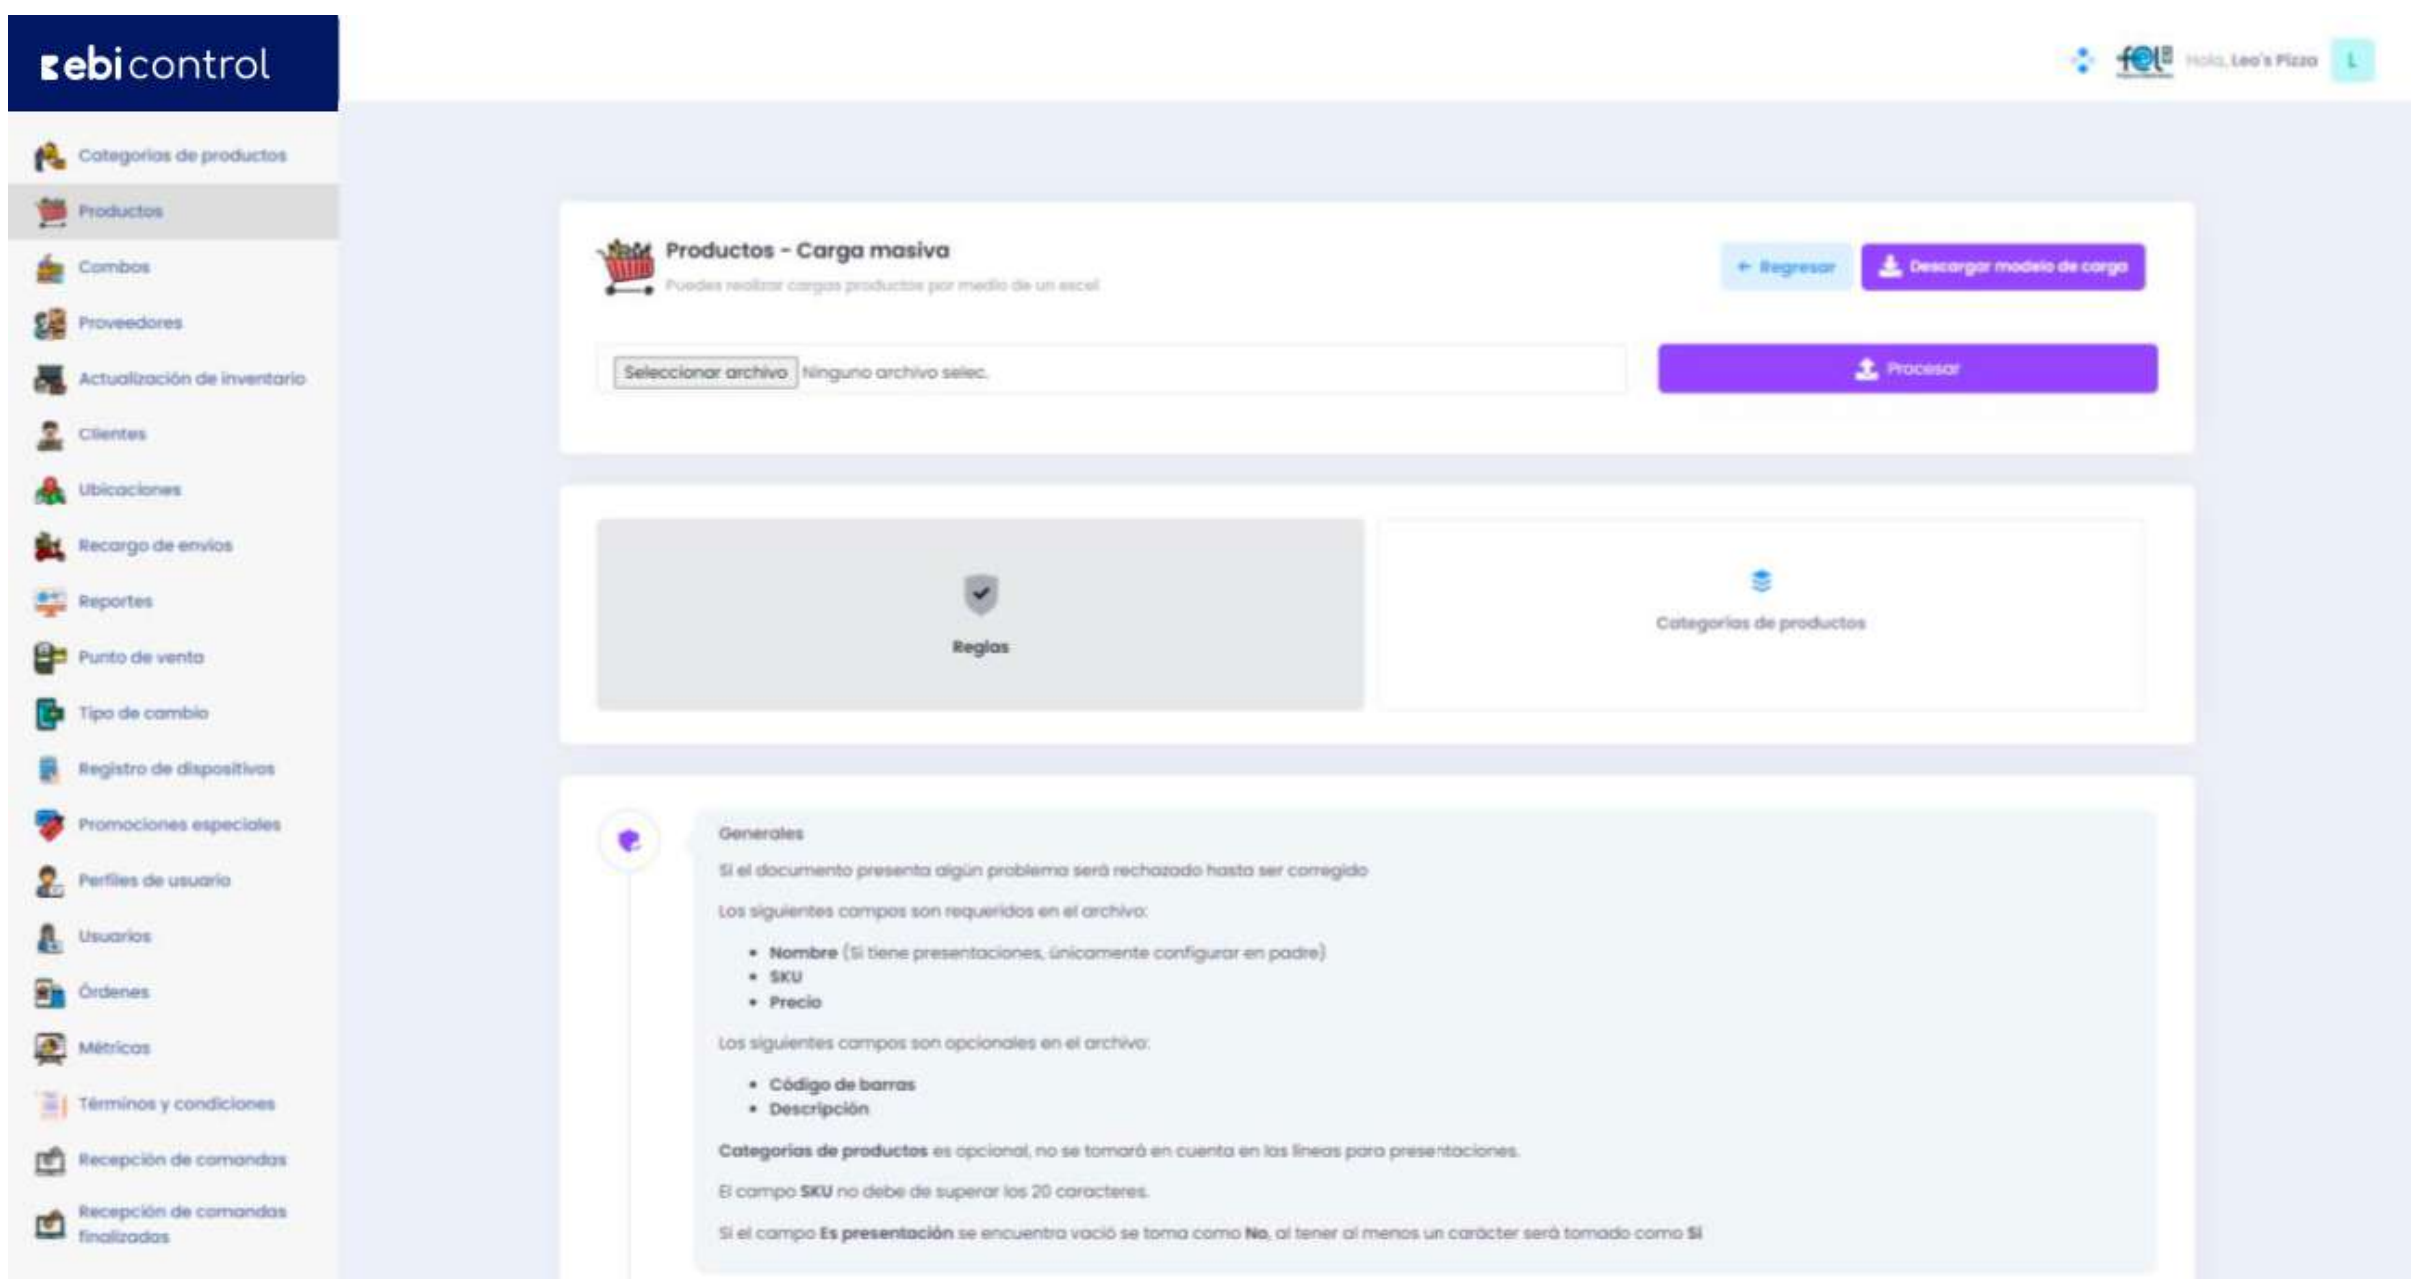 ebicontrol
fel Hola, Leo's Pizza L
Categorías de productos
Productos
Combos
Proveedores
Actualización de inventario
Clientes
Ubicaciones
Recargo de envíos
Reportes
Punto de venta
Tipo de cambio
Registro de dispositivos
Promociones especiales
Perfiles de usuario
Usuarios
Órdenes
Métricas
Términos y condiciones
Recepción de comandas
Recepción de comandas
finalizadas
Productos - Carga masiva
Puedes realizar cargas productos por medio de un excel
← Regresar
Descargar modelo de carga
Seleccionar archivo Ninguno archivo selec.
Procesar
Reglas
Categorías de productos
Generales
Si el documento presenta algún problema será rechazado hasta ser corregido
Los siguientes campos son requeridos en el archivo:
• Nombre (Si tiene presentaciones, únicamente configurar en padre)
• SKU
• Precio
Los siguientes campos son opcionales en el archivo:
• Código de barras
• Descripción
Categorías de productos es opcional, no se tomará en cuenta en las líneas para presentaciones.
El campo SKU no debe de superar los 20 caracteres.
Si el campo Es presentación se encuentra vació se toma como No, al tener al menos un carácter será tomado como Sí